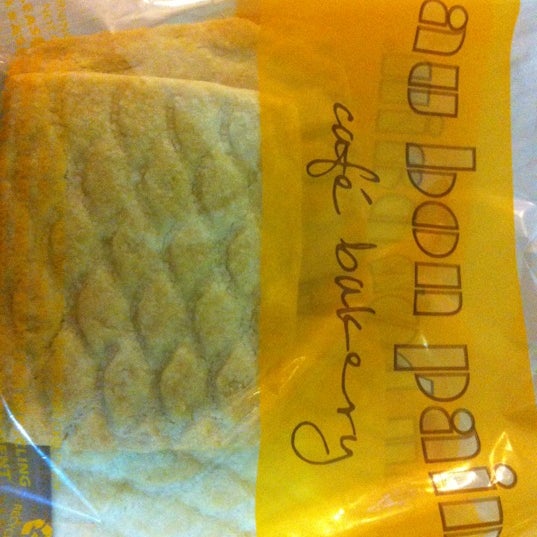 au bon pain
café bakery